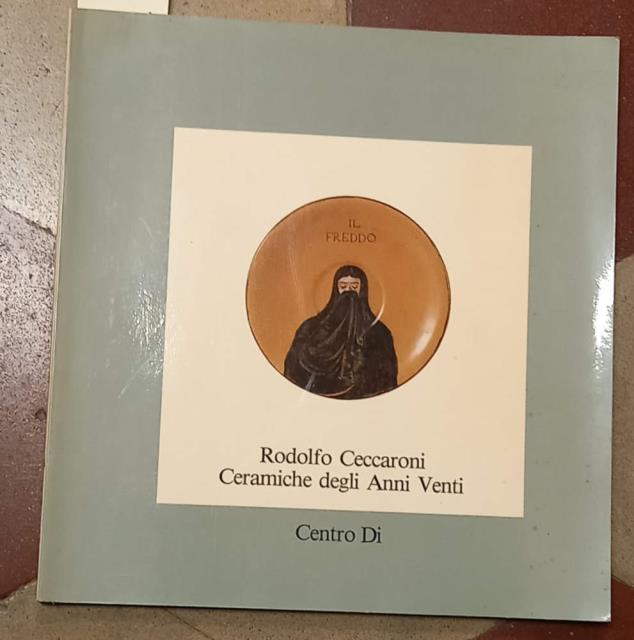 IL
FREDDO
Rodolfo Ceccaroni
Ceramiche degli Anni Venti
Centro Di